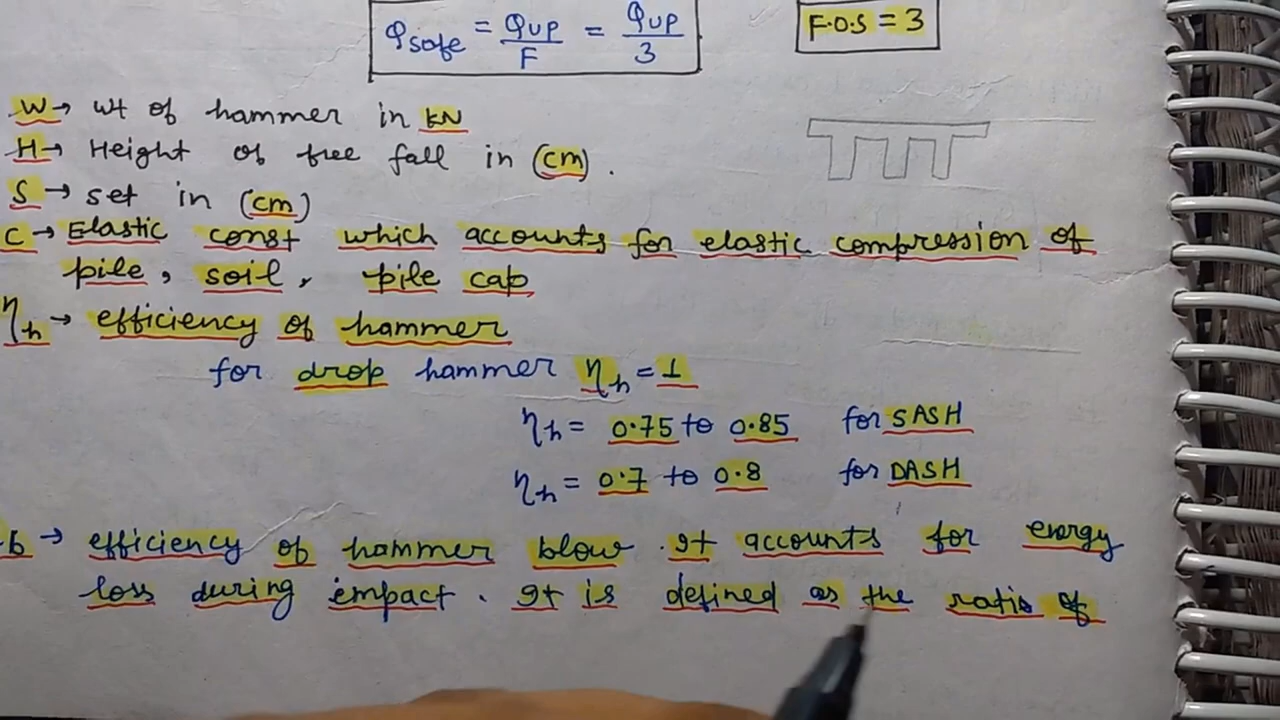 Qsafe = Qup/F = Qup/3
F.O.S = 3
W→ wt of hammer in kN
H→ Height of free fall in (cm).
S → set in (cm)
C → Elastic const which accounts for elastic compression of
pile, soil, pile cap
ηh → efficiency of hammer
for drop hammer ηh = 1
ηh = 0.75 to 0.85 for SASH
ηh = 0.7 to 0.8 for DASH
b → efficiency of hammer blow. It accounts for energy
loss during impact. It is defined as the ratio of